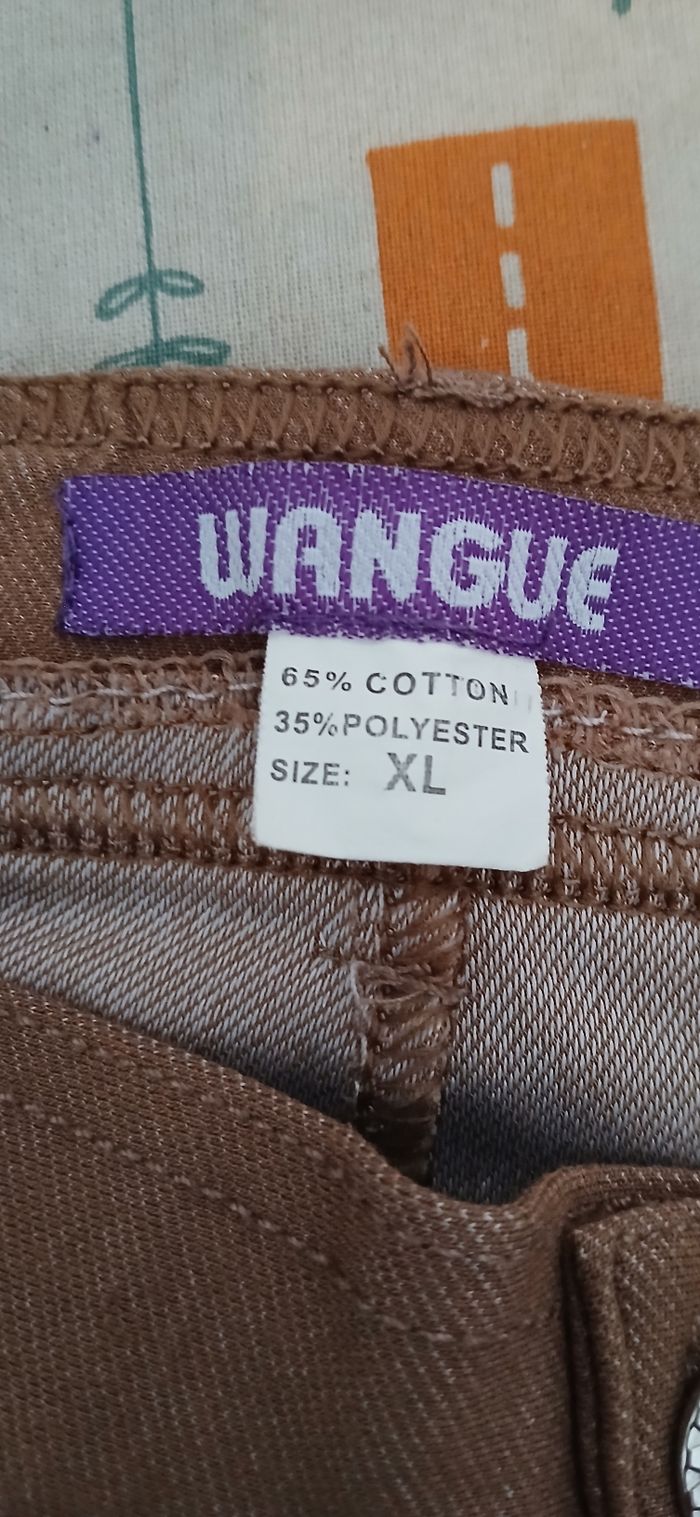 WANGUE
65% COTTON
35%POLYESTER
SIZE: XL